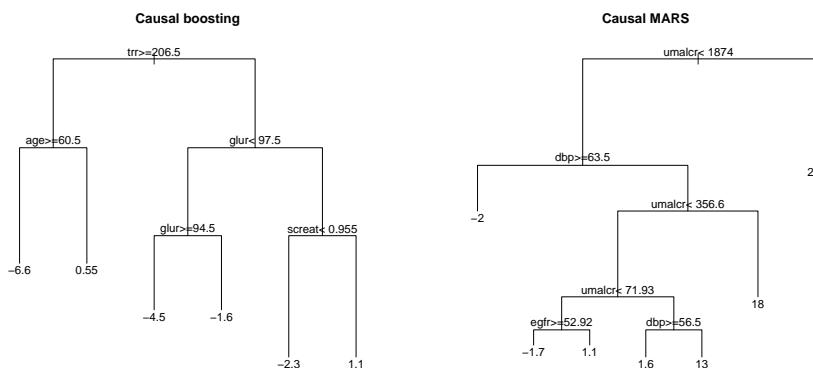 Causal boosting
trr>=206.5
age>=60.5
glur< 97.5
glur>=94.5
screat< 0.955
−6.6
0.55
−4.5
−1.6
−2.3
1.1
Causal MARS
umalcr< 1874
dbp>=63.5
2
umalcr< 356.6
−2
umalcr< 71.93
18
egfr>=52.92
dbp>=56.5
−1.7
1.1
1.6
13